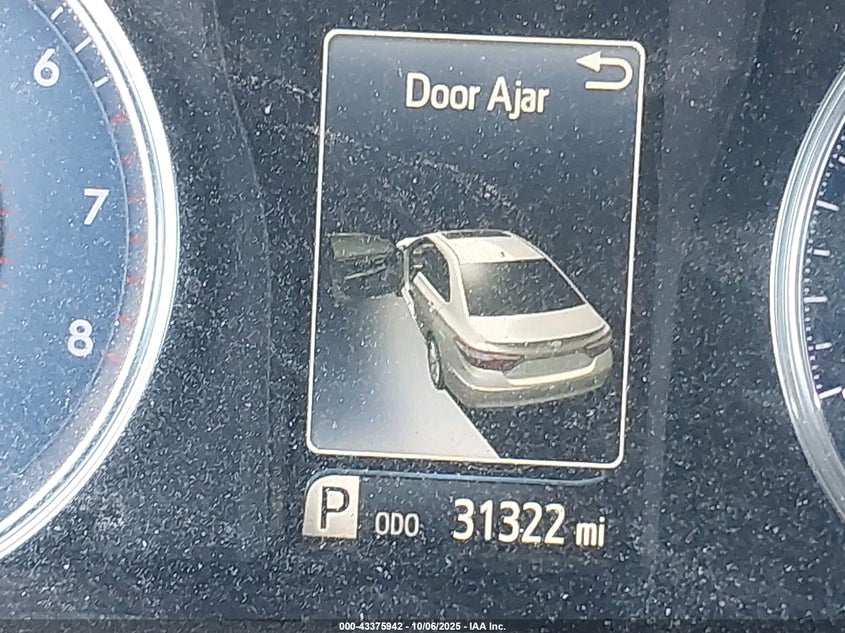 6
7
8
Door Ajar
P ODO 31322 mi
000-43375942 - 10/06/2025 - IAA Inc.